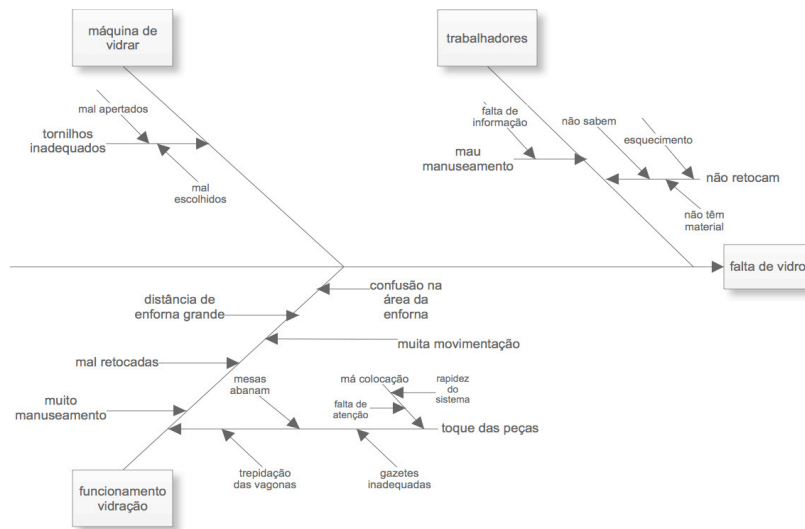 máquina de
vidrar
trabalhadores
mal apertados
tornilhos
inadequados
mal
escolhidos
falta de
informação
não sabem
esquecimento
mau
manuseamento
não retocam
não têm
material
falta de vidro
distância de
enforna grande
confusão na
área da
enforna
muita movimentação
mal retocadas
mesas
abanam
má colocação
rapidez
do
sistema
falta de
atenção
muito
manuseamento
toque das peças
trepidação
das vagonas
gazetes
inadequadas
funcionamento
vidração